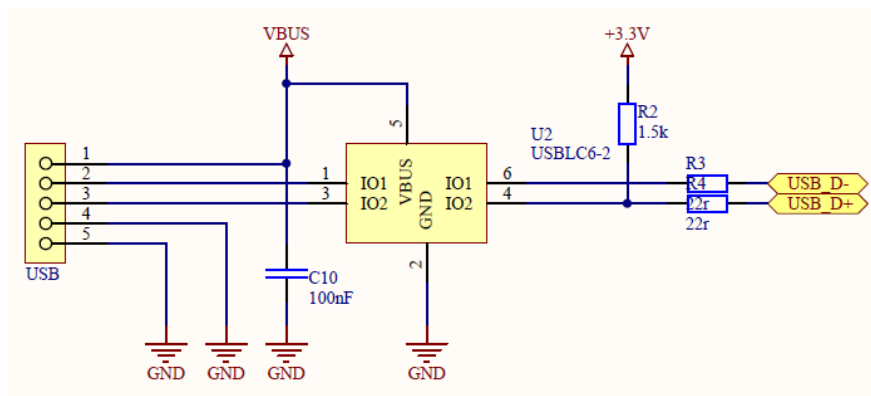 VBUS
+3.3V
R2
1.5k
U2
USBLC6-2
5
1
2
3
4
5
USB
1
3
IO1
IO2
VBUS
GND
IO1
IO2
6
4
2
R3
R4
22r
22r
USB_D-
USB_D+
C10
100nF
GND
GND
GND
GND